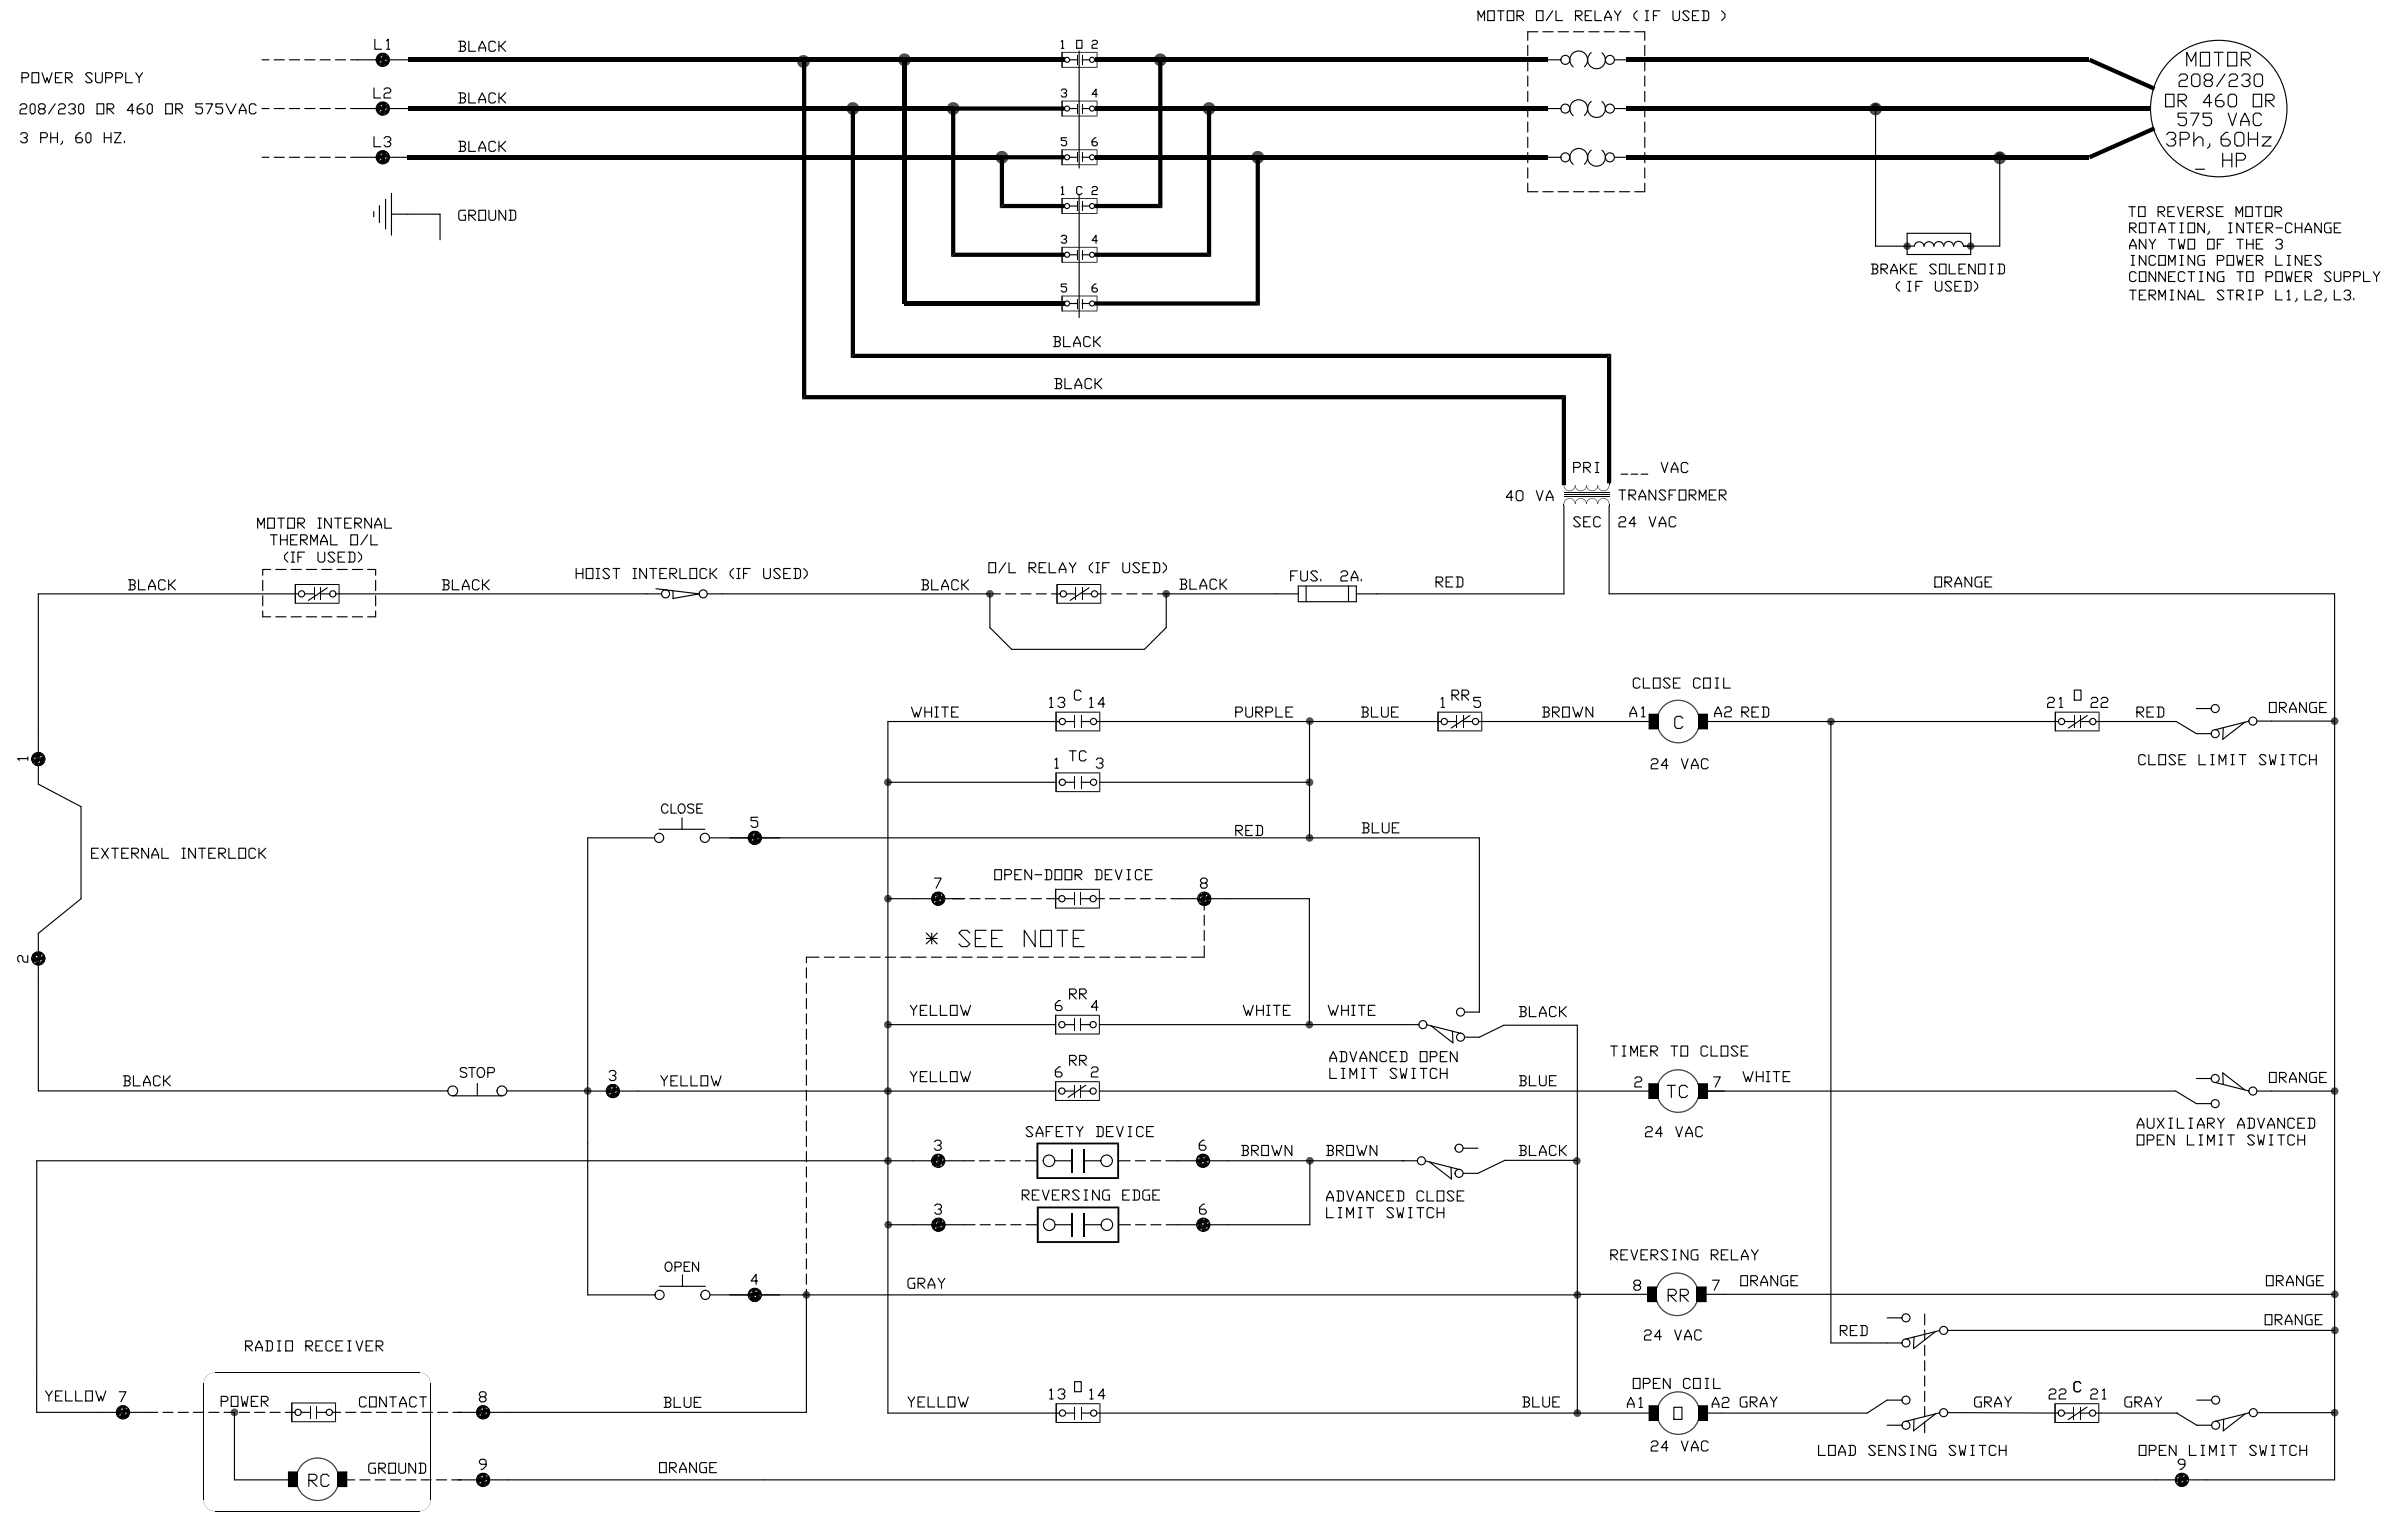 MOTOR O/L RELAY (IF USED )
L1 BLACK 1 O 2
POWER SUPPLY
208/230 OR 460 OR 575VAC
3 PH, 60 HZ.
L2 BLACK 3 4
L3 BLACK 5 6
MOTOR
208/230
OR 460 OR
575 VAC
3Ph, 60Hz
_ HP
1 C 2
3 4
5 6
GROUND
BRAKE SOLENOID
(IF USED)
TO REVERSE MOTOR
ROTATION, INTER-CHANGE
ANY TWO OF THE 3
INCOMING POWER LINES
CONNECTING TO POWER SUPPLY
TERMINAL STRIP L1,L2,L3.
BLACK
BLACK
PRI ___ VAC
40 VA TRANSFORMER
SEC 24 VAC
MOTOR INTERNAL
THERMAL O/L
(IF USED)
HOIST INTERLOCK (IF USED)
O/L RELAY (IF USED)
FUS. 2A.
BLACK BLACK BLACK BLACK RED ORANGE
CLOSE COIL
WHITE 13 C 14 PURPLE BLUE 1 RR 5 BROWN A1 C A2 RED 21 O 22 RED ORANGE
24 VAC
CLOSE LIMIT SWITCH
1 TC 3
1
EXTERNAL INTERLOCK
2
CLOSE
5 RED BLUE
OPEN-DOOR DEVICE
7 8
* SEE NOTE
YELLOW 6 RR 4 WHITE WHITE BLACK
ADVANCED OPEN
LIMIT SWITCH
TIMER TO CLOSE
BLACK STOP 3 YELLOW YELLOW 6 RR 2 BLUE 2 TC 7 WHITE ORANGE
24 VAC
AUXILIARY ADVANCED
OPEN LIMIT SWITCH
SAFETY DEVICE
3 6 BROWN BROWN BLACK
REVERSING EDGE
3 6
ADVANCED CLOSE
LIMIT SWITCH
REVERSING RELAY
OPEN
4 GRAY 8 RR 7 ORANGE ORANGE
24 VAC
RED ORANGE
RADIO RECEIVER
OPEN COIL
YELLOW 7 POWER CONTACT 8 BLUE YELLOW 13 O 14 BLUE A1 O A2 GRAY GRAY 22 C 21 GRAY
24 VAC
LOAD SENSING SWITCH
OPEN LIMIT SWITCH
RC GROUND 9 ORANGE 9